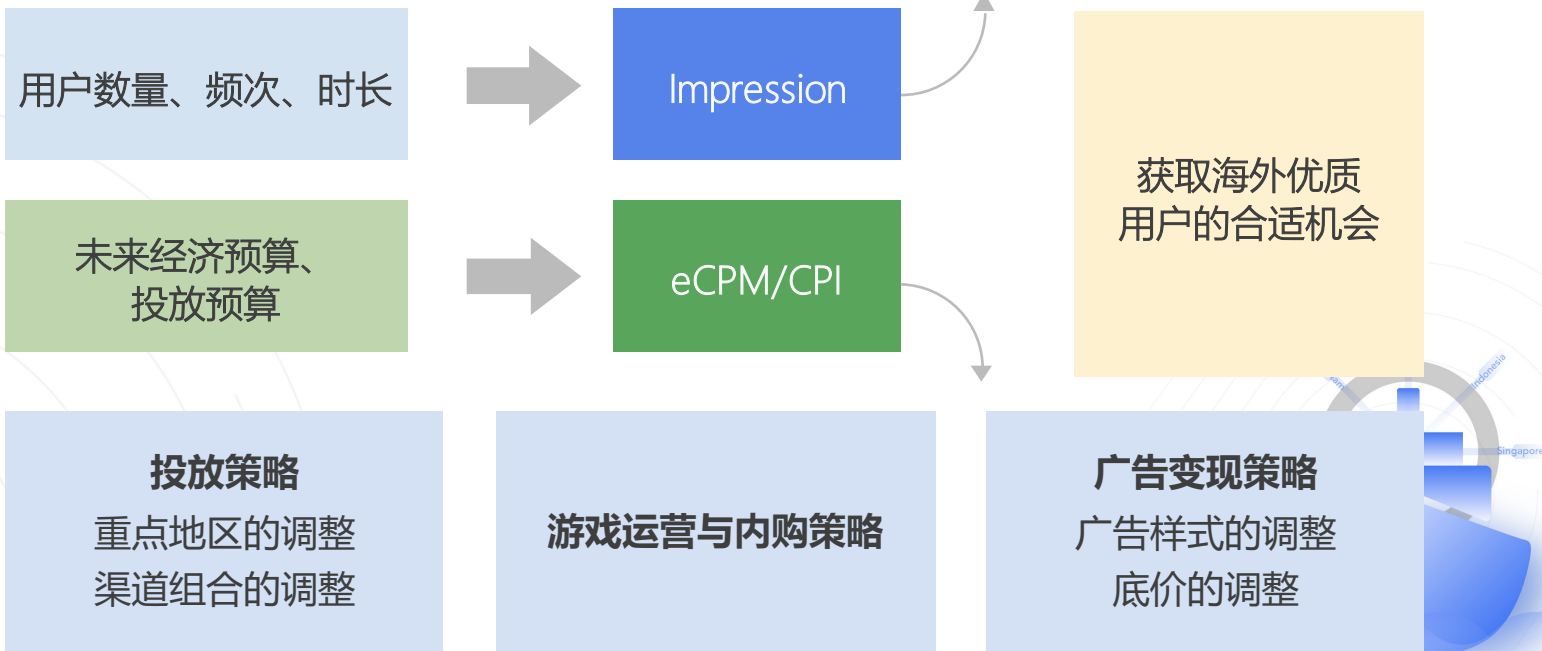 用户数量、频次、时长
Impression
未来经济预算、
投放预算
eCPM/CPI
获取海外优质
用户的合适机会
Indonesia
Singapore
投放策略
重点地区的调整
渠道组合的调整
游戏运营与内购策略
广告变现策略
广告样式的调整
底价的调整